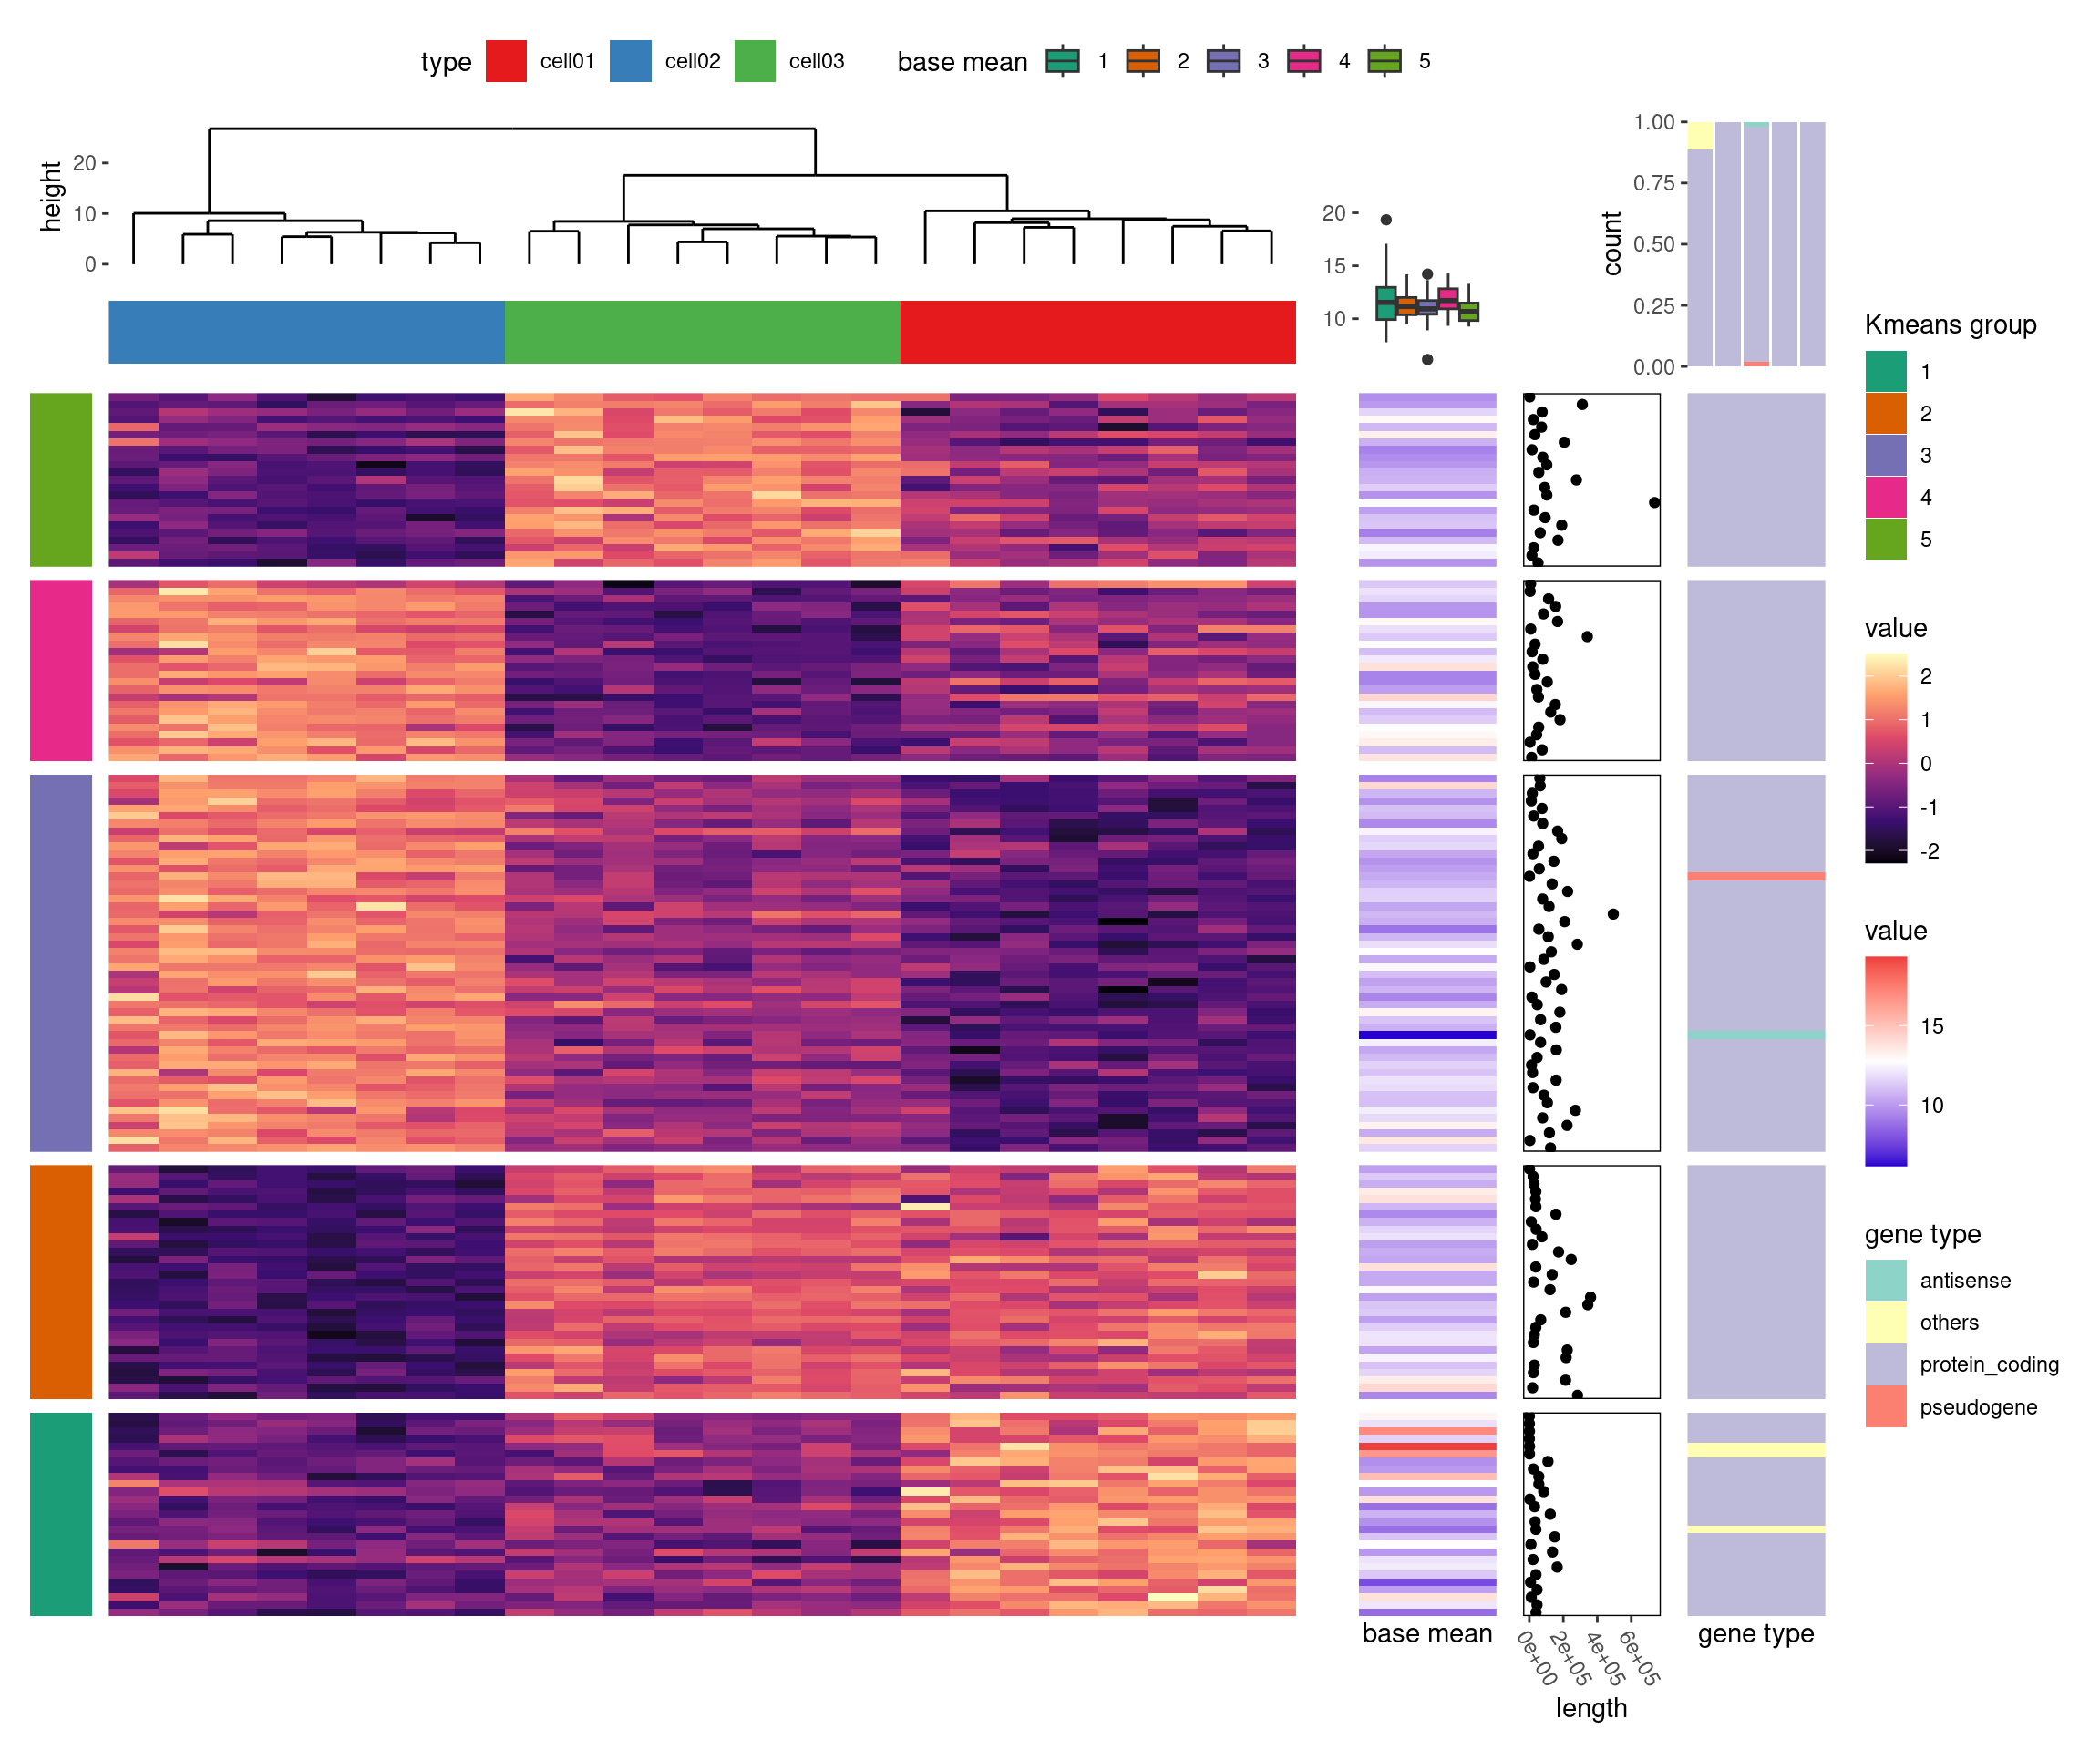 type cell01 cell02 cell03 base mean 1 2 3 4 5
height
20
10
0
20
15
10
count
1.00
0.75
0.50
0.25
0.00
Kmeans group
1
2
3
4
5
value
2
1
0
-1
-2
value
15
10
gene type
antisense
others
protein_coding
pseudogene
base mean
0e+00 2e+05 4e+05 6e+05
length
gene type